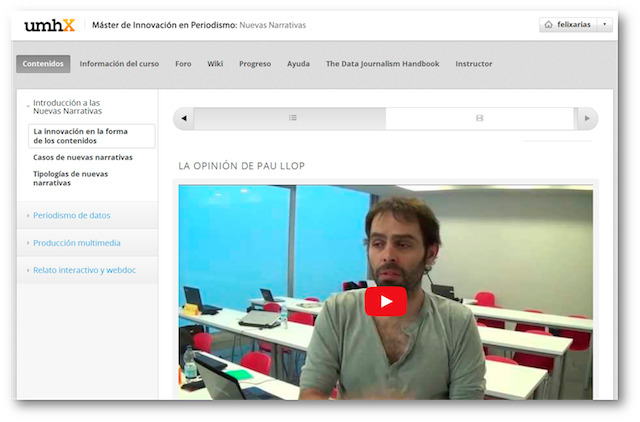 umhX Máster de Innovación en Periodismo: Nuevas Narrativas felixarias
Contenidos Información del curso Foro Wiki Progreso Ayuda The Data Journalism Handbook Instructor
Introducción a las
Nuevas Narrativas
La innovación en la forma
de los contenidos
Casos de nuevas narrativas
Tipologías de nuevas
narrativas
Periodismo de datos
Producción multimedia
Relato interactivo y webdoc
LA OPINIÓN DE PAU LLOP